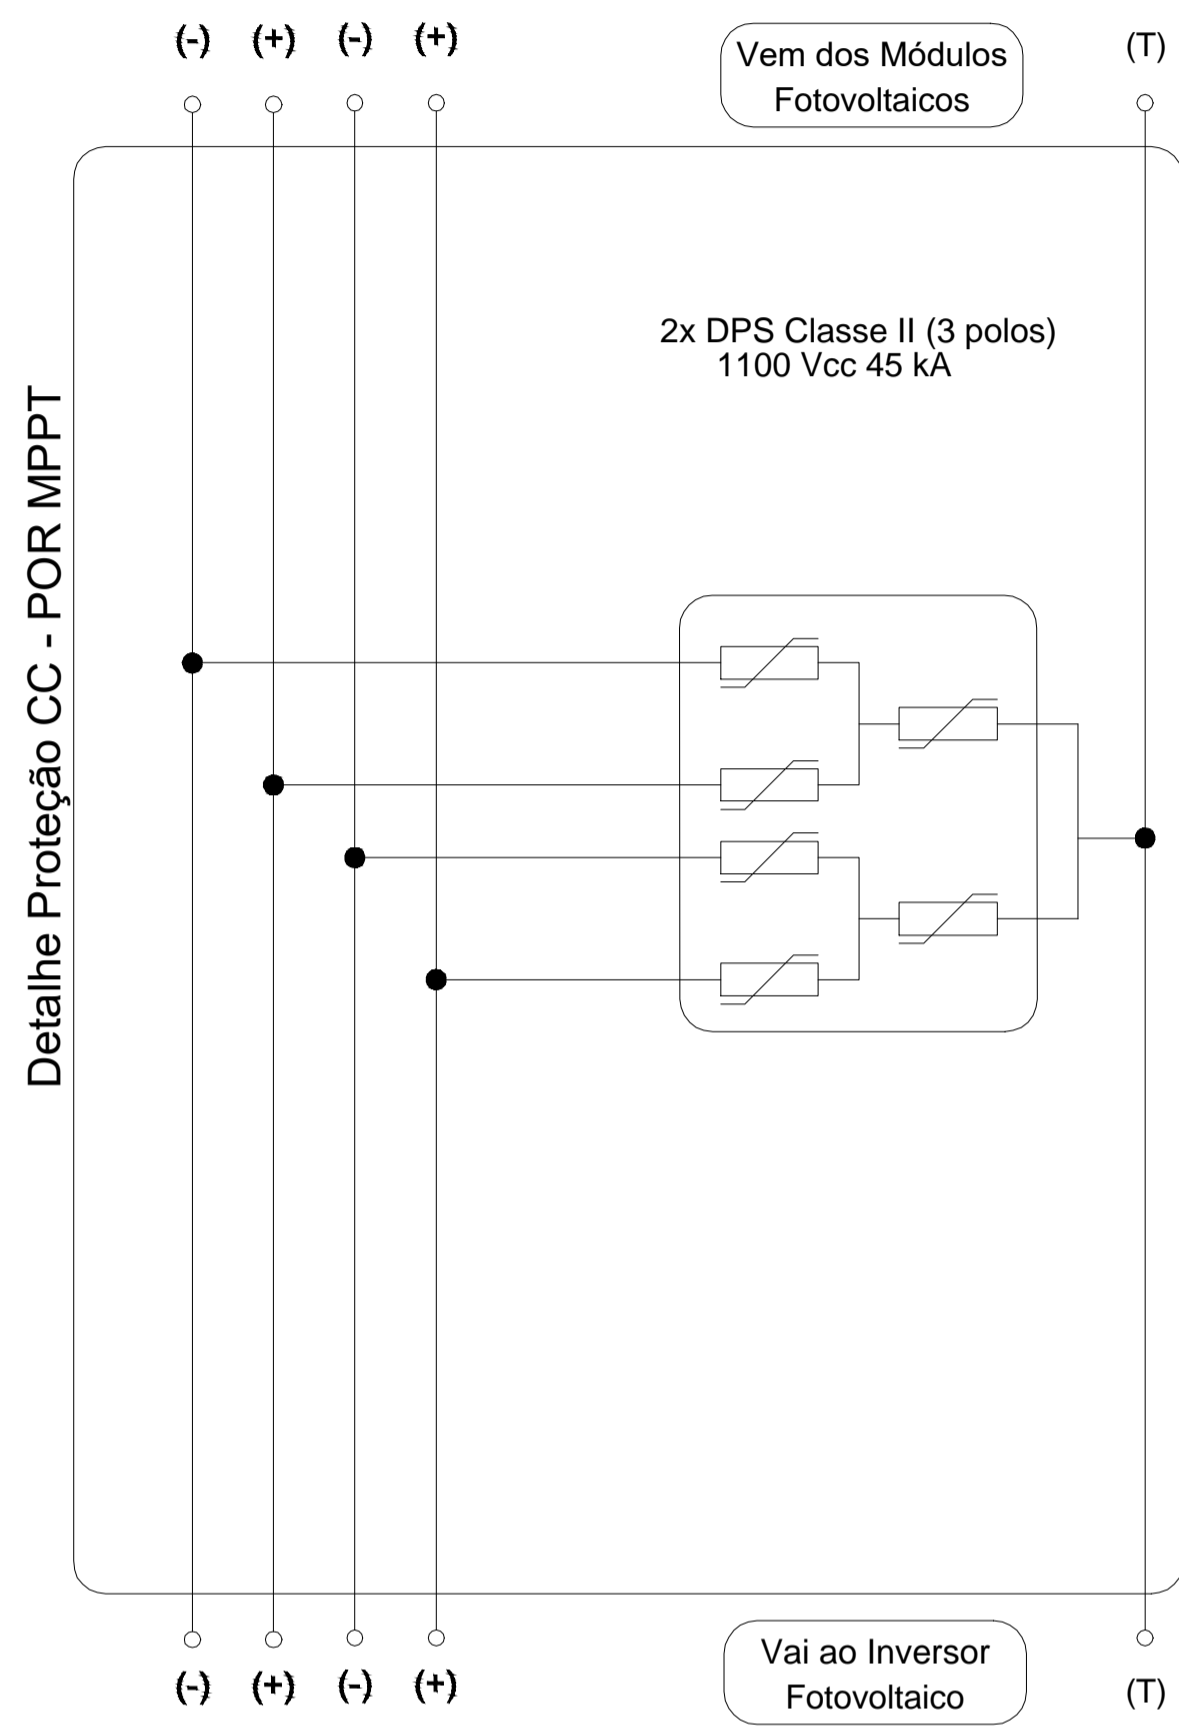 (-) (+) (-) (+)
Vem dos Módulos
Fotovoltaicos
(T)
2x DPS Classe II (3 polos)
1100 Vcc 45 kA
Detalhe Proteção CC - POR MPPT
Vai ao Inversor
Fotovoltaico
(-) (+) (-) (+)
(T)